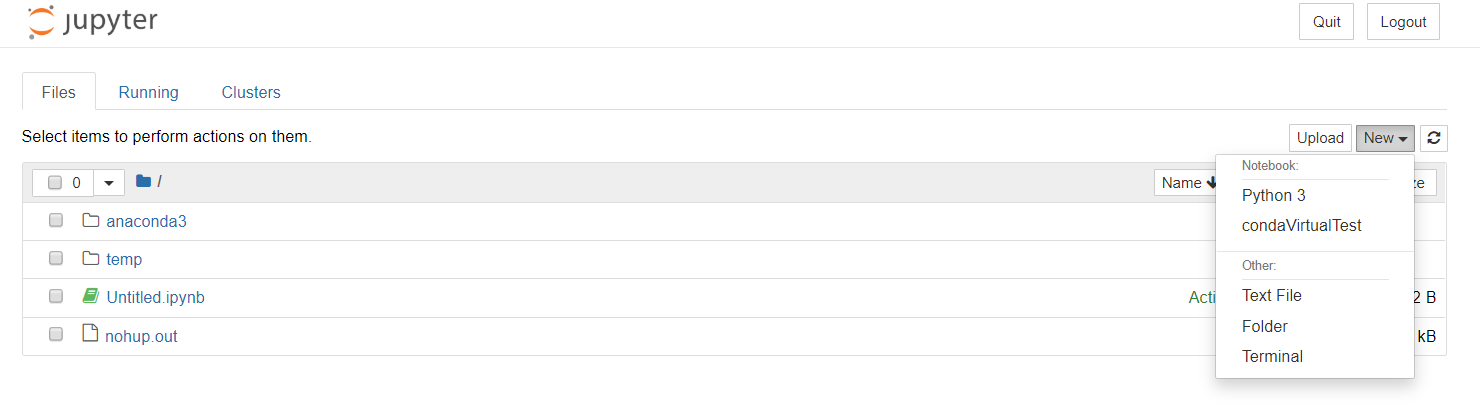 jupyter
Quit Logout
Files Running Clusters
Select items to perform actions on them.
Upload New
0 / Name
Notebook:
Python 3
condaVirtualTest
Other:
Text File
Folder
Terminal
anaconda3
temp
Untitled.ipynb 2 B
nohup.out kB